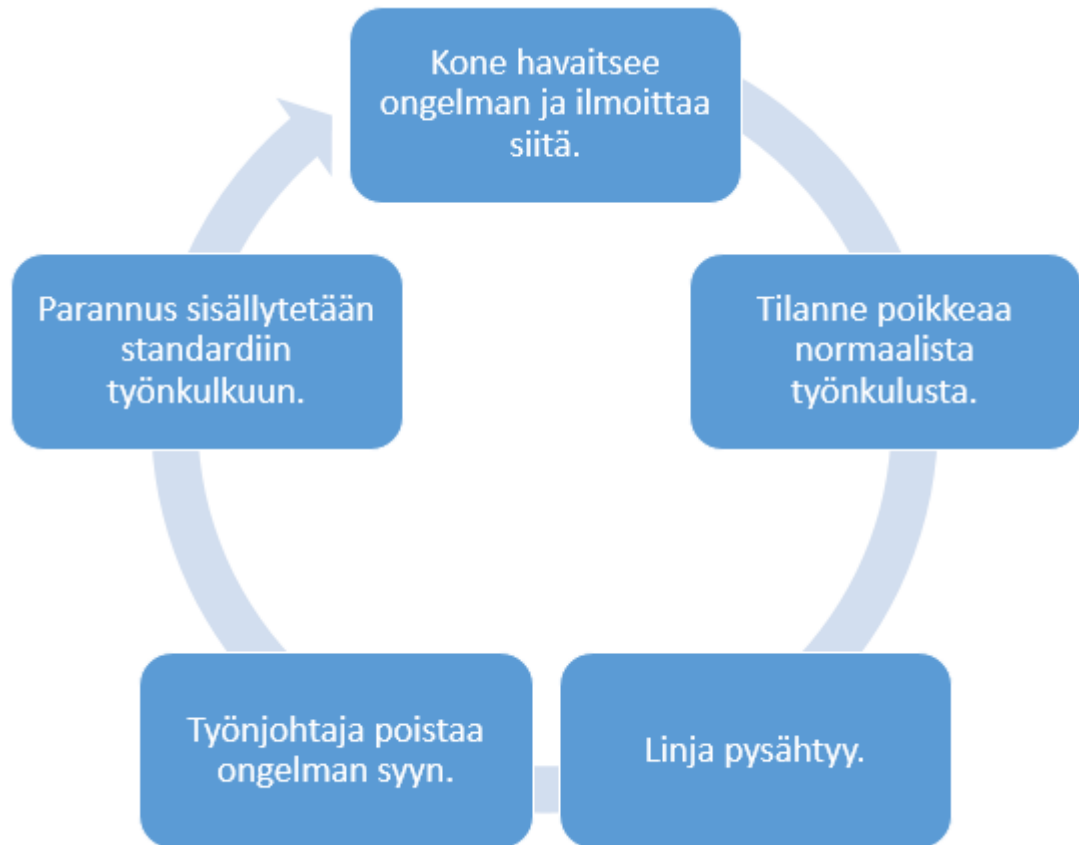 Kone havaitsee
ongelman ja ilmoittaa
siitä.
Tilanne poikkeaa
normaalista
työnkulusta.
Linja pysähtyy.
Työnjohtaja poistaa
ongelman syyn.
Parannus sisällytetään
standardiin
työnkulkuun.